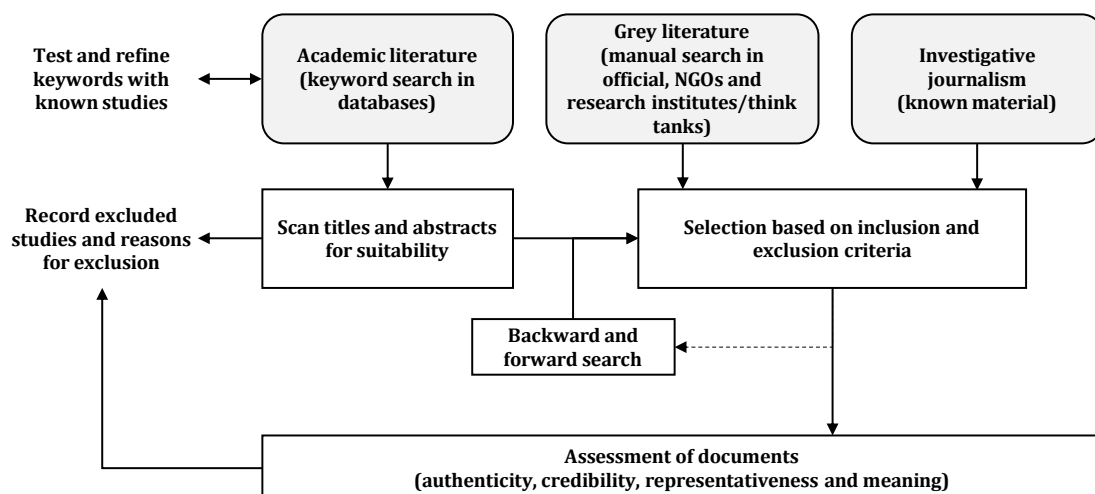 Test and refine
keywords with
known studies
Academic literature
(keyword search in
databases)
Grey literature
(manual search in
official, NGOs and
research institutes/think
tanks)
Investigative
journalism
(known material)
Record excluded
studies and reasons
for exclusion
Scan titles and abstracts
for suitability
Selection based on inclusion and
exclusion criteria
Backward and
forward search
Assessment of documents
(authenticity, credibility, representativeness and meaning)